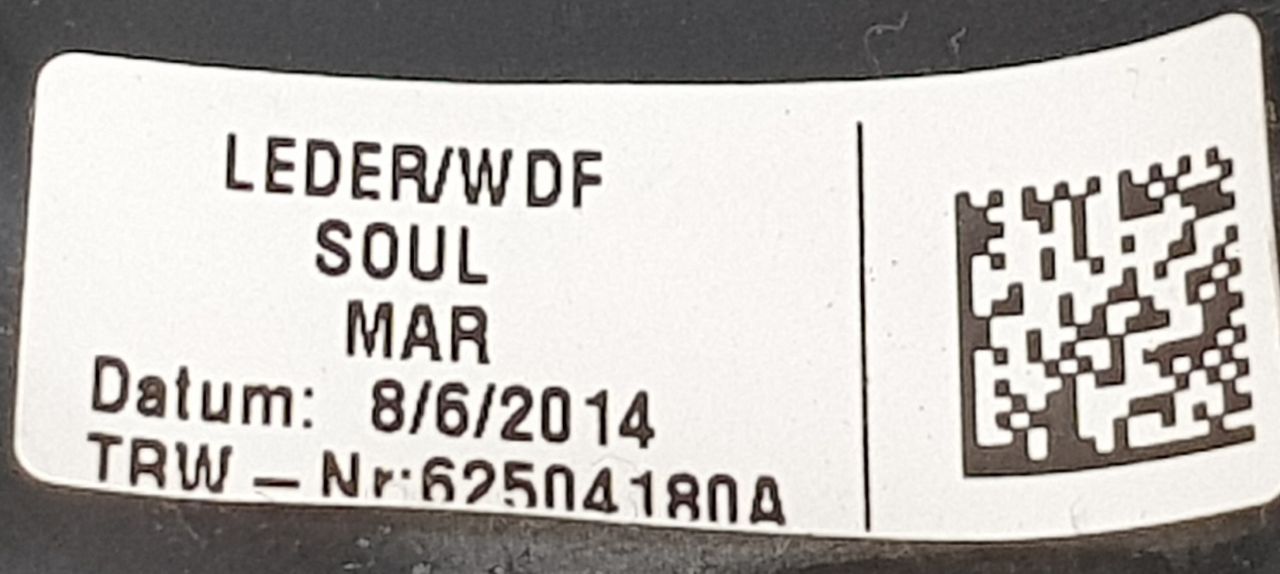 LEDER/WDF
SOUL
MAR
Datum: 8/6/2014
TRW – Nr:62504180A